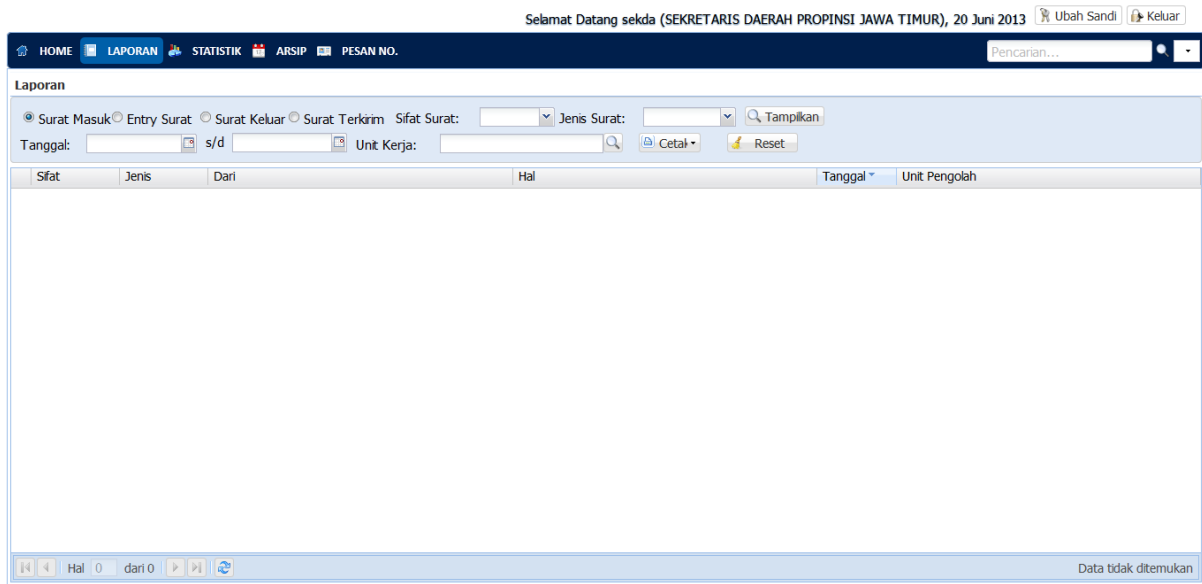 Selamat Datang sekda (SEKRETARIS DAERAH PROPINSI JAWA TIMUR), 20 Juni 2013 Ubah Sandi Keluar
HOME LAPORAN STATISTIK ARSIP PESAN NO. Pencarian...
Laporan
Surat Masuk Entry Surat Surat Keluar Surat Terkirim Sifat Surat: Jenis Surat: Tampilkan
Tanggal: s/d Unit Kerja: Cetak Reset
Sifat Jenis Dari Hal Tanggal Unit Pengolah
Hal 0 dari 0 Data tidak ditemukan